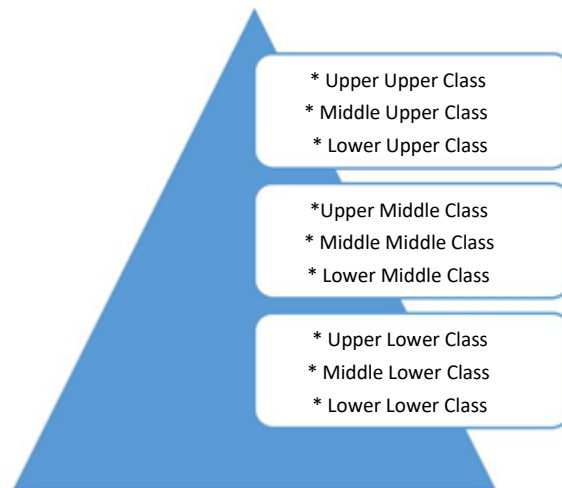 * Upper Upper Class
* Middle Upper Class
* Lower Upper Class
*Upper Middle Class
* Middle Middle Class
* Lower Middle Class
* Upper Lower Class
* Middle Lower Class
* Lower Lower Class